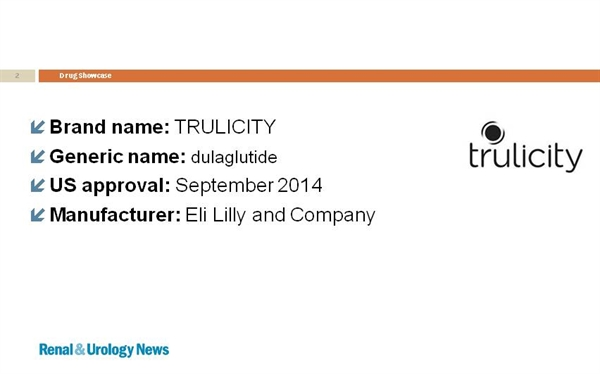 2 Drug Showcase
Brand name: TRULICITY
Generic name: dulaglutide
US approval: September 2014
Manufacturer: Eli Lilly and Company
trulicity
Renal & Urology News